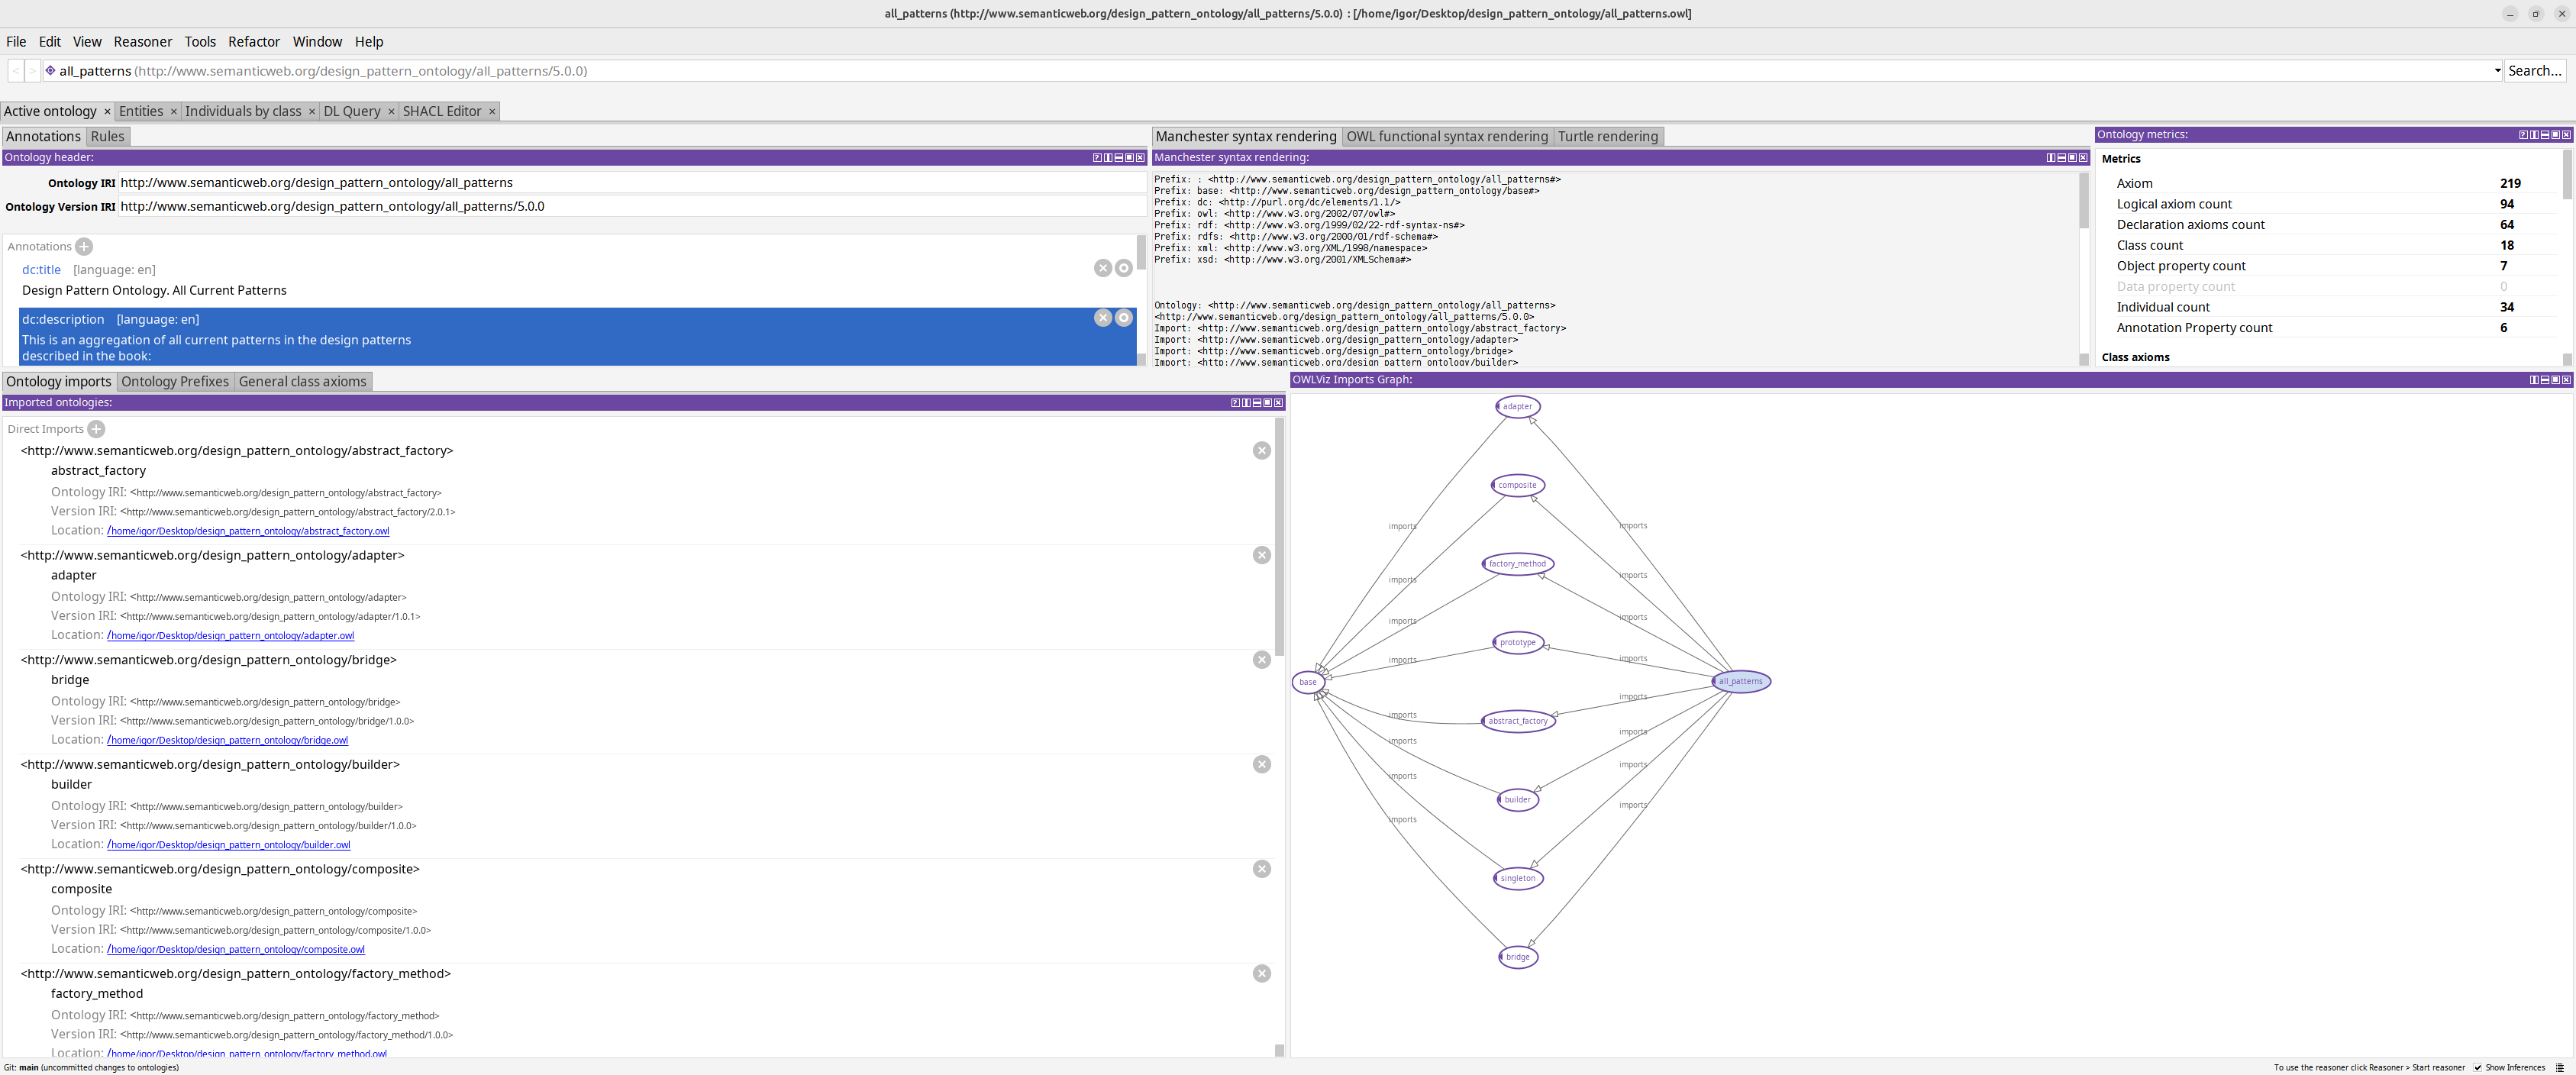 all_patterns (http://www.semanticweb.org/design_pattern_ontology/all_patterns/5.0.0) : [/home/igor/Desktop/design_pattern_ontology/all_patterns.owl]
File Edit View Reasoner Tools Refactor Window Help
< > all_patterns (http://www.semanticweb.org/design_pattern_ontology/all_patterns/5.0.0) Search...
Active ontology × Entities × Individuals by class × DL Query × SHACL Editor ×
Annotations Rules
Ontology header:
Ontology IRI http://www.semanticweb.org/design_pattern_ontology/all_patterns
Ontology Version IRI http://www.semanticweb.org/design_pattern_ontology/all_patterns/5.0.0
Annotations
dc:title [language: en]
Design Pattern Ontology. All Current Patterns
dc:description [language: en]
This is an aggregation of all current patterns in the design patterns
described in the book:
Manchester syntax rendering OWL functional syntax rendering Turtle rendering
Manchester syntax rendering:
Prefix: : <http://www.semanticweb.org/design_pattern_ontology/all_patterns#>
Prefix: base: <http://www.semanticweb.org/design_pattern_ontology/base#>
Prefix: dc: <http://purl.org/dc/elements/1.1/>
Prefix: owl: <http://www.w3.org/2002/07/owl#>
Prefix: rdf: <http://www.w3.org/1999/02/22-rdf-syntax-ns#>
Prefix: rdfs: <http://www.w3.org/2000/01/rdf-schema#>
Prefix: xml: <http://www.w3.org/XML/1998/namespace>
Prefix: xsd: <http://www.w3.org/2001/XMLSchema#>
Ontology: <http://www.semanticweb.org/design_pattern_ontology/all_patterns>
<http://www.semanticweb.org/design_pattern_ontology/all_patterns/5.0.0>
Import: <http://www.semanticweb.org/design_pattern_ontology/abstract_factory>
Import: <http://www.semanticweb.org/design_pattern_ontology/adapter>
Import: <http://www.semanticweb.org/design_pattern_ontology/bridge>
Import: <http://www.semanticweb.org/design_pattern_ontology/builder>
Ontology metrics:
Metrics
Axiom 219
Logical axiom count 94
Declaration axioms count 64
Class count 18
Object property count 7
Data property count 0
Individual count 34
Annotation Property count 6
Class axioms
Ontology imports Ontology Prefixes General class axioms
Imported ontologies:
Direct Imports
<http://www.semanticweb.org/design_pattern_ontology/abstract_factory>
abstract_factory
Ontology IRI: <http://www.semanticweb.org/design_pattern_ontology/abstract_factory>
Version IRI: <http://www.semanticweb.org/design_pattern_ontology/abstract_factory/2.0.1>
Location: /home/igor/Desktop/design_pattern_ontology/abstract_factory.owl
<http://www.semanticweb.org/design_pattern_ontology/adapter>
adapter
Ontology IRI: <http://www.semanticweb.org/design_pattern_ontology/adapter>
Version IRI: <http://www.semanticweb.org/design_pattern_ontology/adapter/1.0.1>
Location: /home/igor/Desktop/design_pattern_ontology/adapter.owl
<http://www.semanticweb.org/design_pattern_ontology/bridge>
bridge
Ontology IRI: <http://www.semanticweb.org/design_pattern_ontology/bridge>
Version IRI: <http://www.semanticweb.org/design_pattern_ontology/bridge/1.0.0>
Location: /home/igor/Desktop/design_pattern_ontology/bridge.owl
<http://www.semanticweb.org/design_pattern_ontology/builder>
builder
Ontology IRI: <http://www.semanticweb.org/design_pattern_ontology/builder>
Version IRI: <http://www.semanticweb.org/design_pattern_ontology/builder/1.0.0>
Location: /home/igor/Desktop/design_pattern_ontology/builder.owl
<http://www.semanticweb.org/design_pattern_ontology/composite>
composite
Ontology IRI: <http://www.semanticweb.org/design_pattern_ontology/composite>
Version IRI: <http://www.semanticweb.org/design_pattern_ontology/composite/1.0.0>
Location: /home/igor/Desktop/design_pattern_ontology/composite.owl
<http://www.semanticweb.org/design_pattern_ontology/factory_method>
factory_method
Ontology IRI: <http://www.semanticweb.org/design_pattern_ontology/factory_method>
Version IRI: <http://www.semanticweb.org/design_pattern_ontology/factory_method/1.0.0>
Location: /home/igor/Desktop/design_pattern_ontology/factory_method.owl
OWLViz Imports Graph:
adapter
composite
imports imports
factory_method
imports imports
imports imports
prototype
imports imports
base
all_patterns
imports
abstract_factory
imports
imports
imports
imports
imports
builder
imports
imports
singleton
bridge
Git: main (uncommitted changes to ontologies)
To use the reasoner click Reasoner > Start reasoner Show Inferences